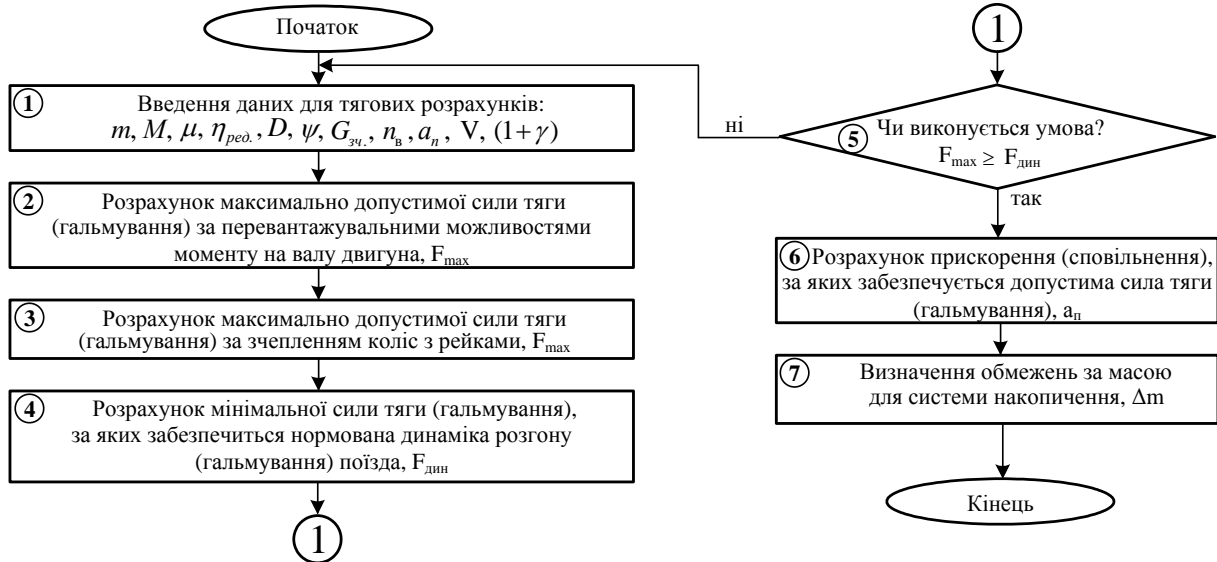 Початок
1
Введення даних для тягових розрахунків:
m, M, μ, η_ред., D, ψ, G_зч., n_в, a_n, V, (1+γ)
2
Розрахунок максимально допустимої сили тяги
(гальмування) за перевантажувальними можливостями
моменту на валу двигуна, F_max
3
Розрахунок максимально допустимої сили тяги
(гальмування) за зчепленням коліс з рейками, F_max
4
Розрахунок мінімальної сили тяги (гальмування),
за яких забезпечиться нормована динаміка розгону
(гальмування) поїзда, F_дин
1
1
ні
Чи виконується умова?
5
F_max ≥ F_дин
так
6
Розрахунок прискорення (сповільнення),
за яких забезпечується допустима сила тяги
(гальмування), a_п
7
Визначення обмежень за масою
для системи накопичення, Δm
Кінець